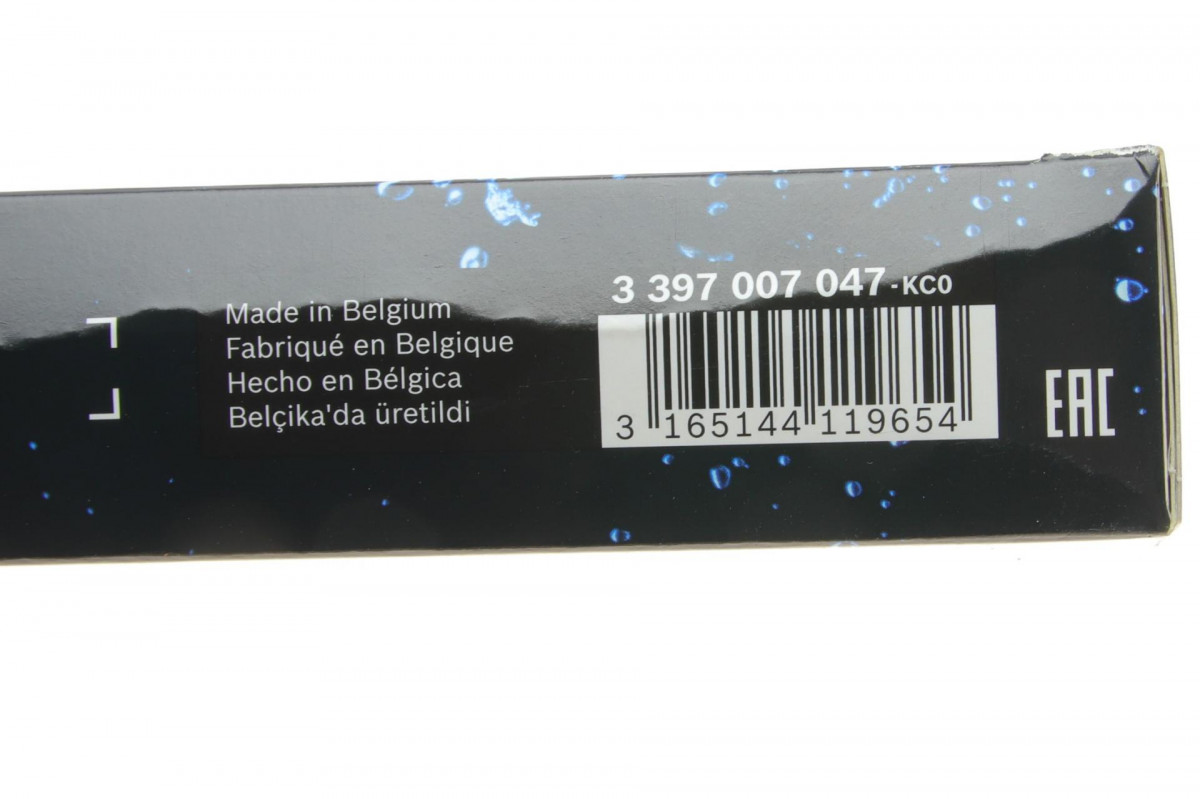 Made in Belgium
Fabriqué en Belgique
Hecho en Bélgica
Belçika'da üretildi
3 397 007 047-KC0
3 165144 119654
EAC